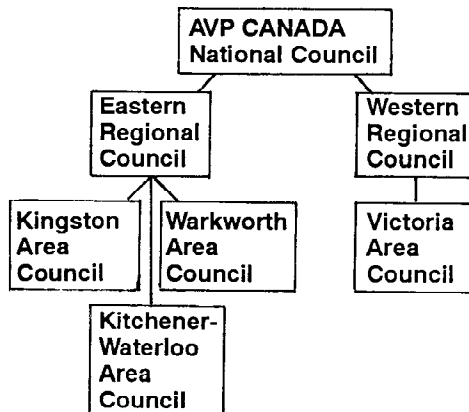 AVP CANADA
National Council
Eastern
Regional
Council
Western
Regional
Council
Kingston
Area
Council
Warkworth
Area
Council
Victoria
Area
Council
Kitchener-
Waterloo
Area
Council